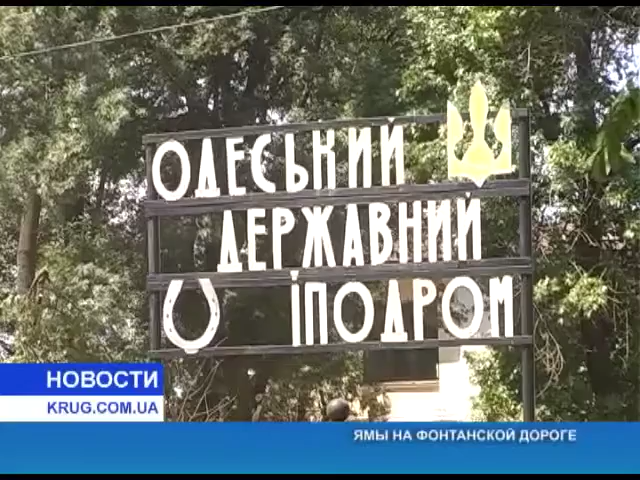 ОДЕСЬКИЙ
ДЕРЖАВНИЙ
ІПОДРОМ
НОВОСТИ
KRUG.COM.UA
ЯМЫ НА ФОНТАНСКОЙ ДОРОГЕ